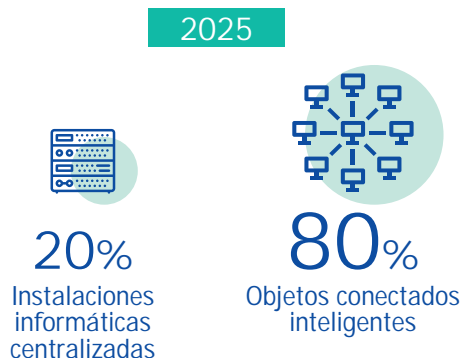 2025
20%
Instalaciones
informáticas
centralizadas
80%
Objetos conectados
inteligentes